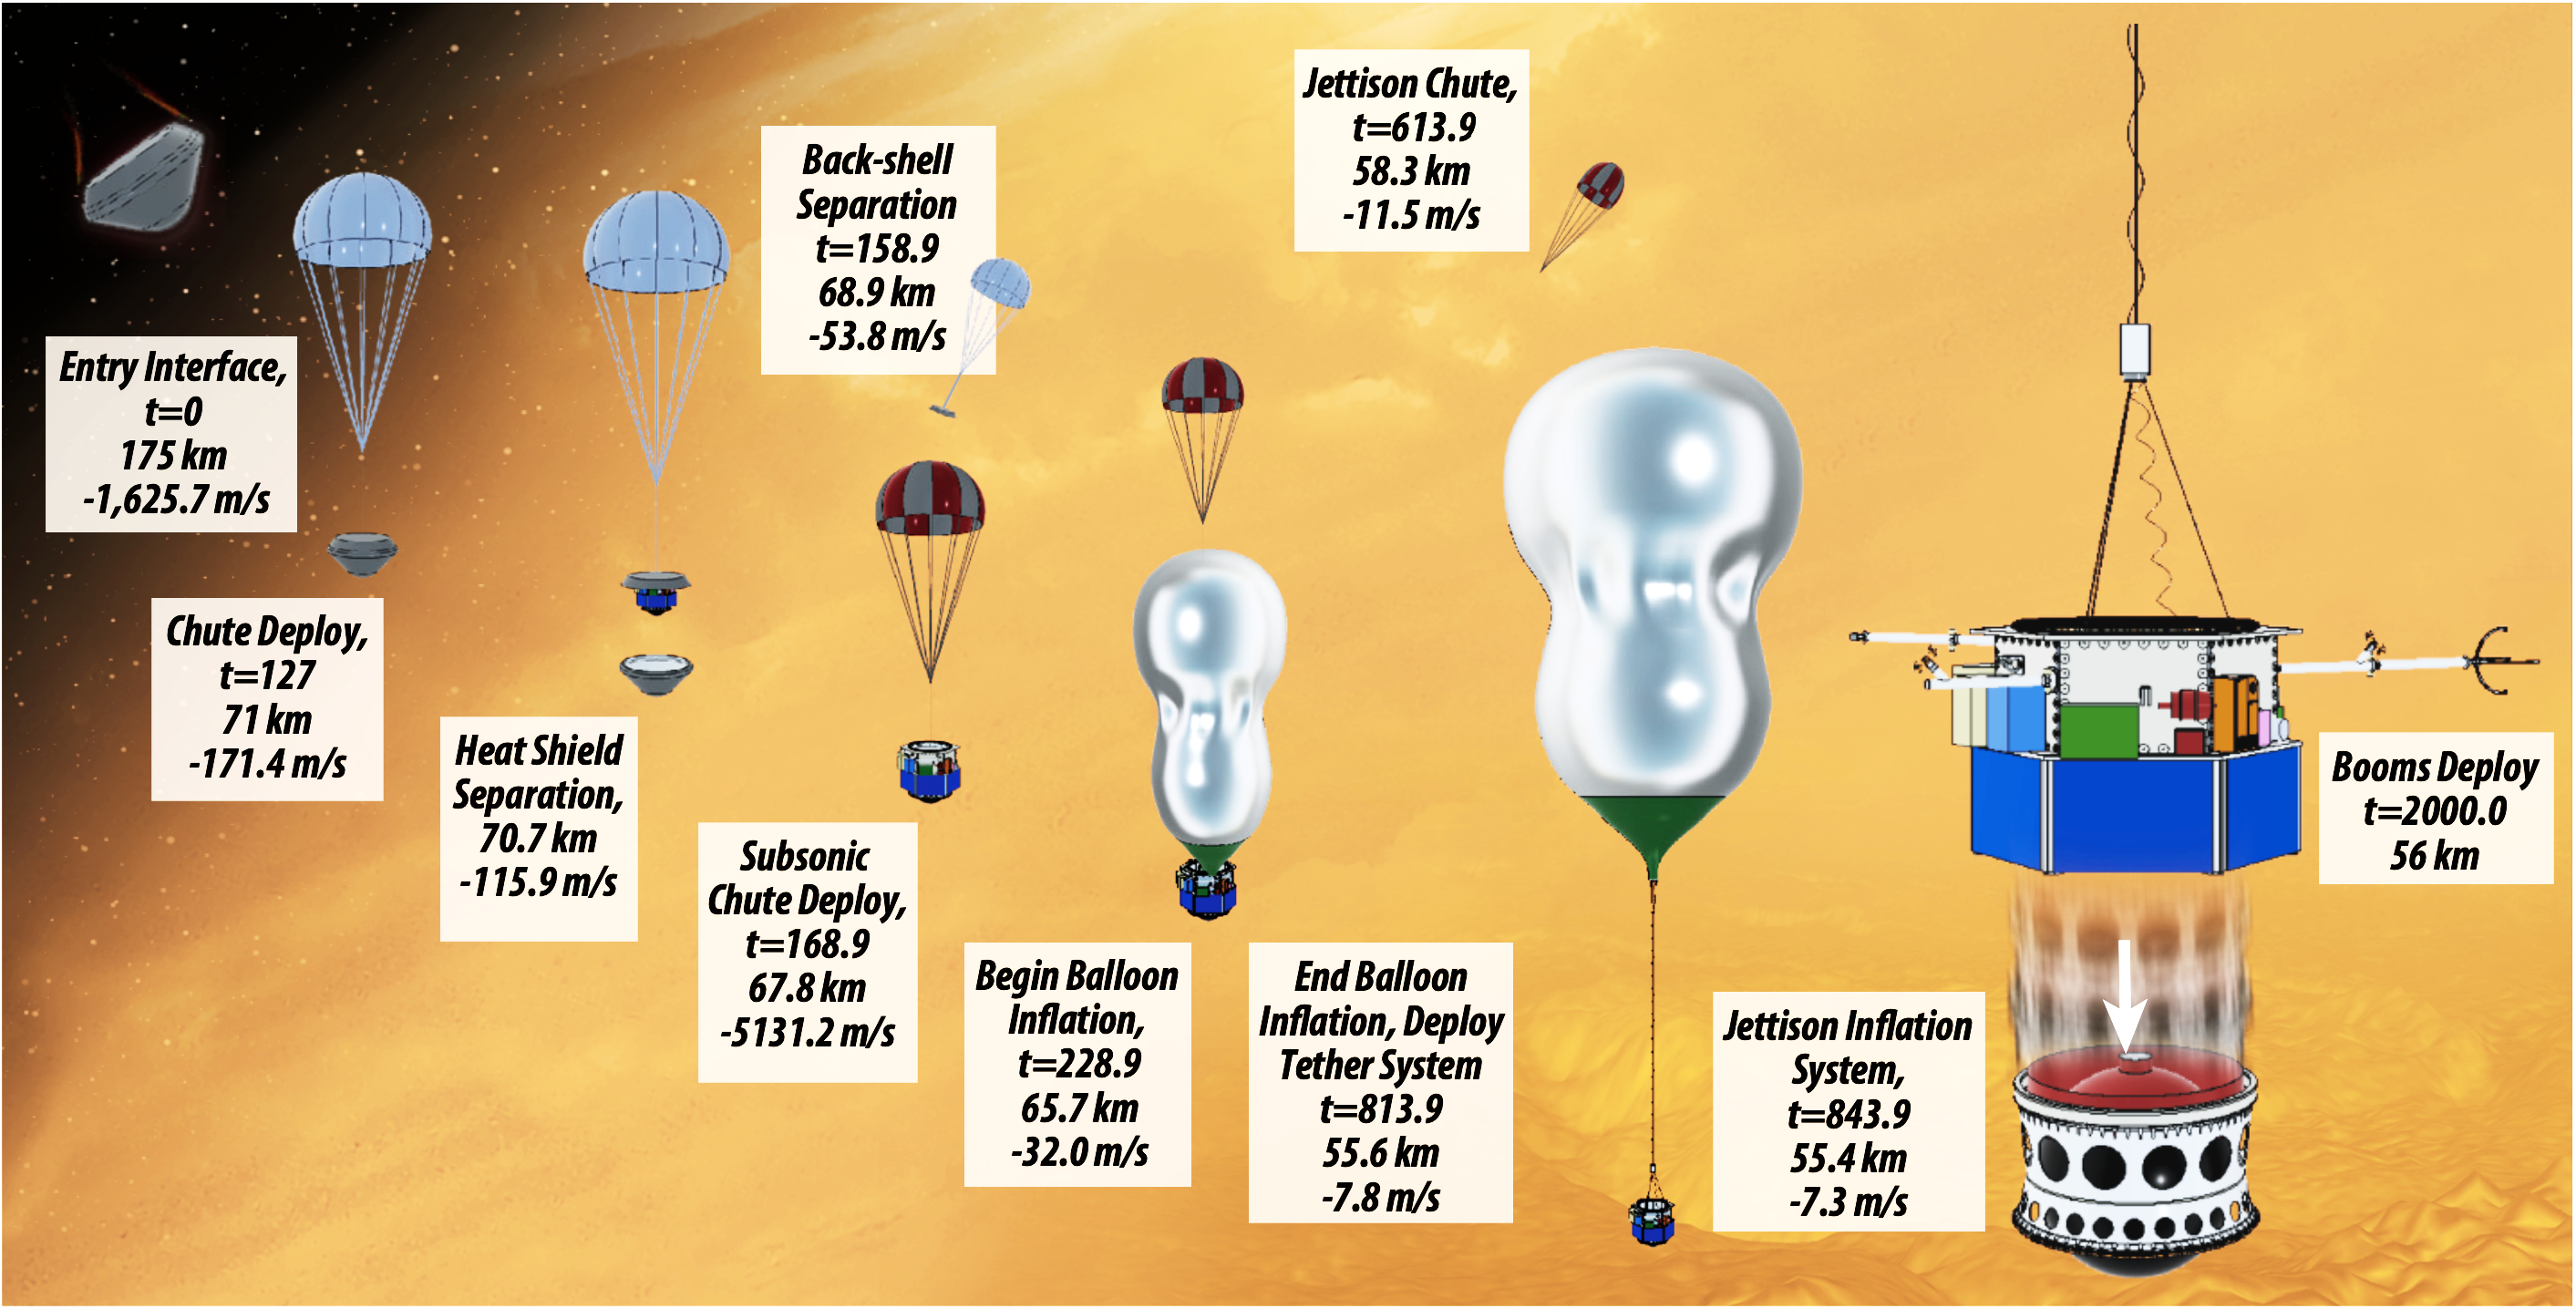 Entry Interface,
t=0
175 km
-1,625.7 m/s
Chute Deploy,
t=127
71 km
-171.4 m/s
Heat Shield
Separation,
70.7 km
-115.9 m/s
Back-shell
Separation
t=158.9
68.9 km
-53.8 m/s
Subsonic
Chute Deploy,
t=168.9
67.8 km
-5131.2 m/s
Begin Balloon
Inflation,
t=228.9
65.7 km
-32.0 m/s
Jettison Chute,
t=613.9
58.3 km
-11.5 m/s
End Balloon
Inflation, Deploy
Tether System
t=813.9
55.6 km
-7.8 m/s
Jettison Inflation
System,
t=843.9
55.4 km
-7.3 m/s
Booms Deploy
t=2000.0
56 km